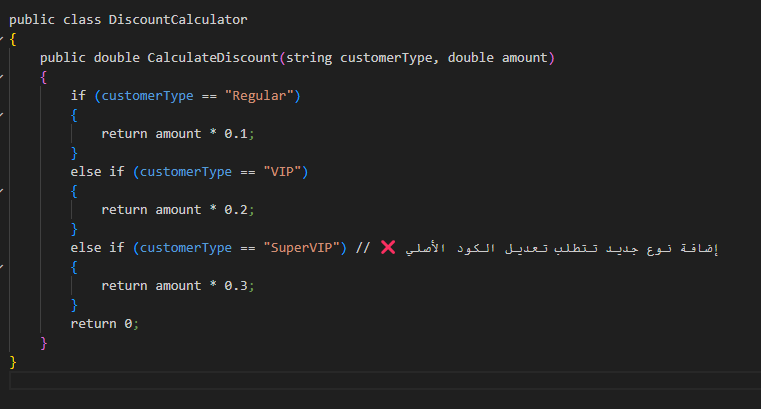 public class DiscountCalculator
{
    public double CalculateDiscount(string customerType, double amount)
    {
        if (customerType == "Regular")
        {
            return amount * 0.1;
        }
        else if (customerType == "VIP")
        {
            return amount * 0.2;
        }
        else if (customerType == "SuperVIP") // ❌ إضافة نوع جديد تتطلب تعديل الكود الأصلي
        {
            return amount * 0.3;
        }
        return 0;
    }
}